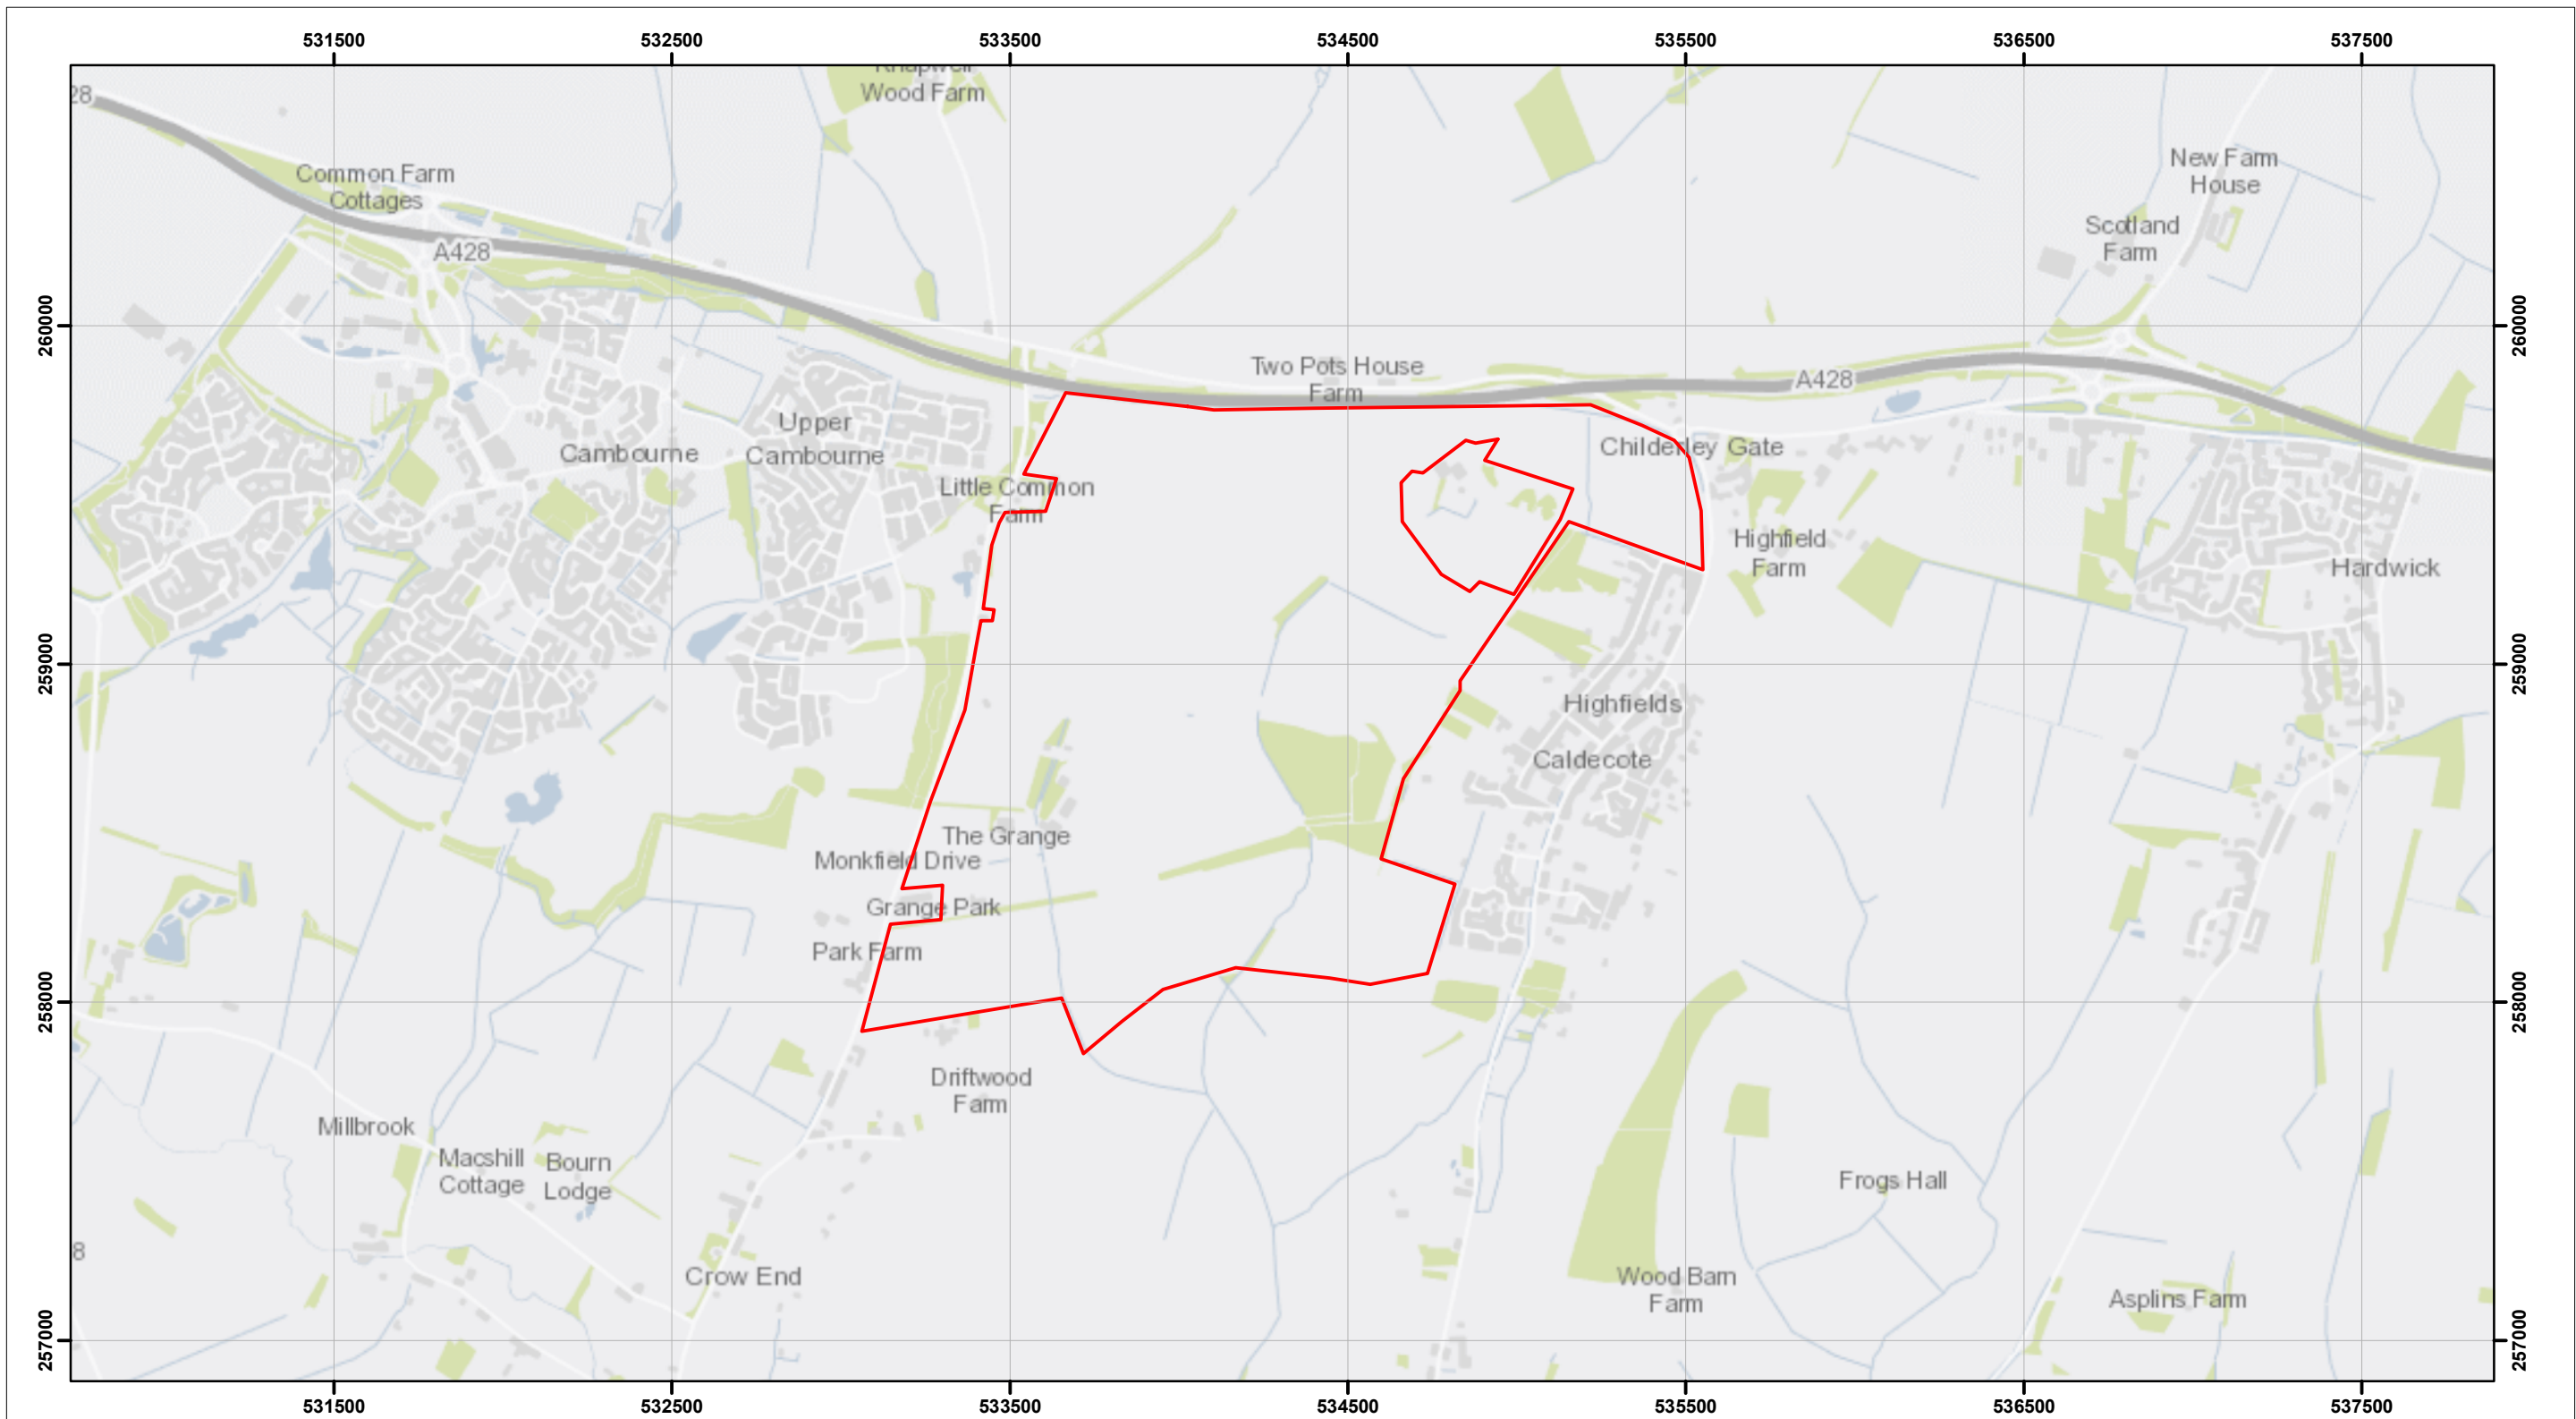 531500 532500 533500 534500 535500 536500 537500
28
Knapwell
Wood Farm
Common Farm
Cottages
A428
New Farm
House
Scotland
Farm
260000
260000
Two Pots House
Farm
A428
Upper
Cambourne
Cambourne
Childerley Gate
Little Common
Farm
Highfield
Farm
Hardwick
259000
259000
Highfields
Caldecote
The Grange
Monkfield Drive
Grange Park
Park Farm
258000
258000
Driftwood
Farm
Millbrook
Macshill
Cottage
Bourn
Lodge
Frogs Hall
8
Crow End
Wood Barn
Farm
Asplins Farm
257000
257000
531500 532500 533500 534500 535500 536500 537500